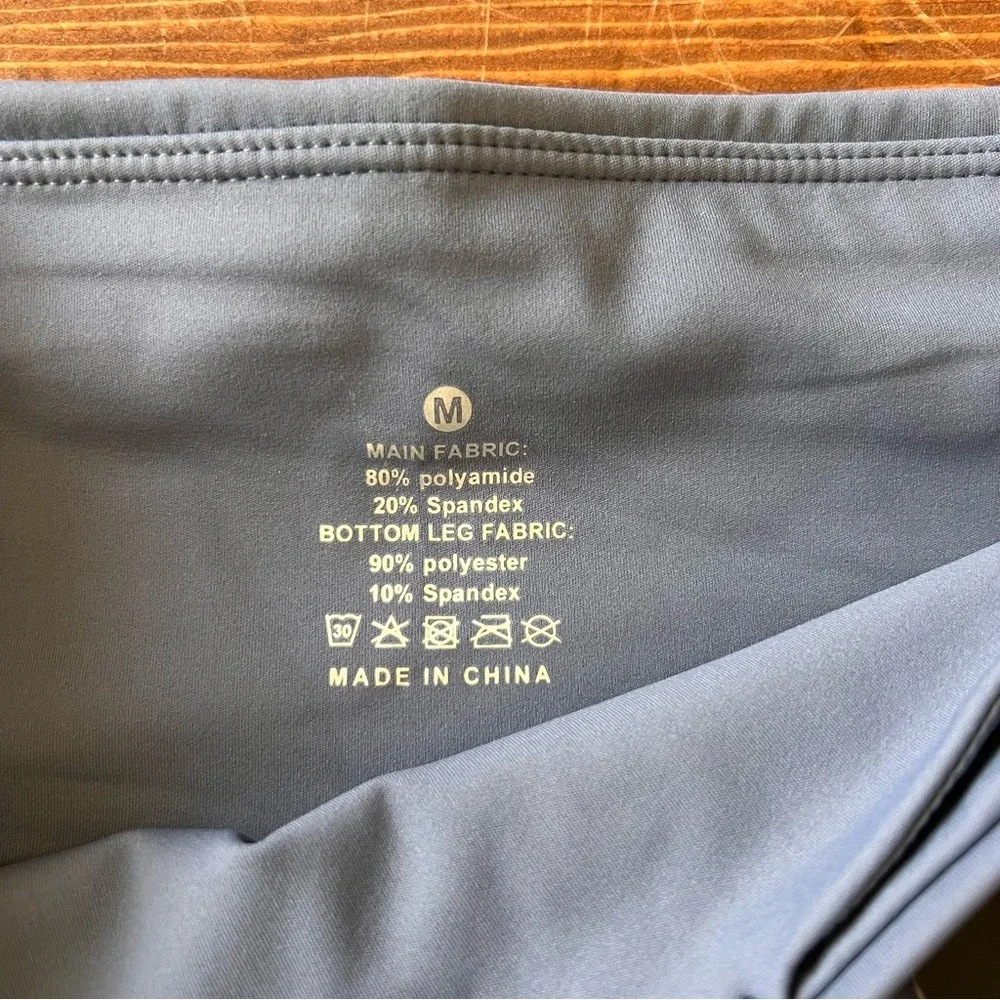 M
MAIN FABRIC:
80% polyamide
20% Spandex
BOTTOM LEG FABRIC:
90% polyester
10% Spandex
30
MADE IN CHINA